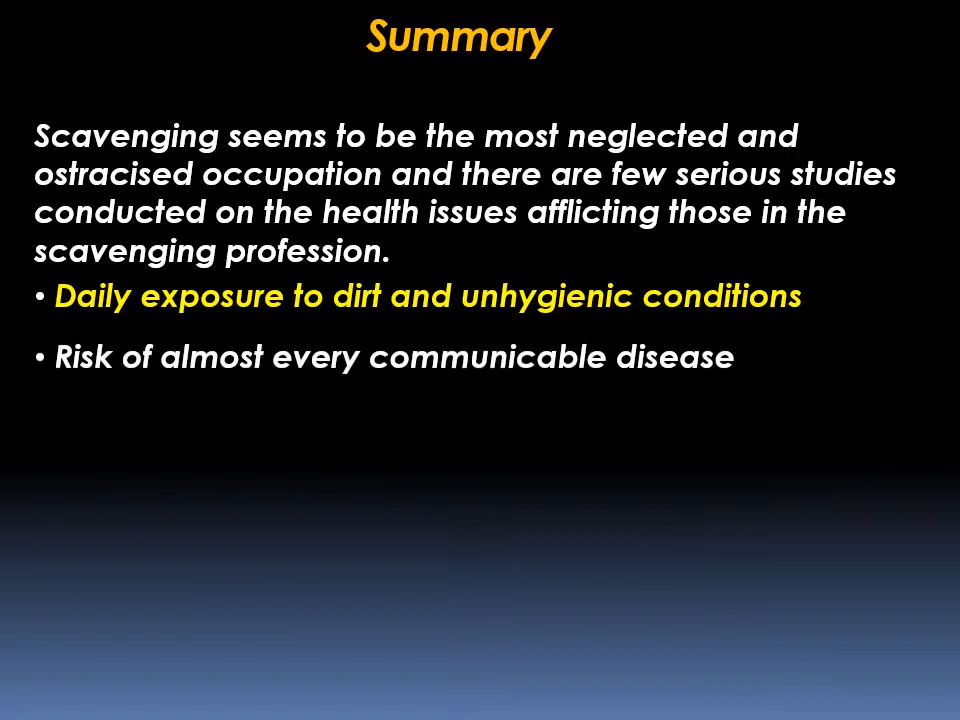 Summary
Scavenging seems to be the most neglected and
ostracised occupation and there are few serious studies
conducted on the health issues afflicting those in the
scavenging profession.
• Daily exposure to dirt and unhygienic conditions
• Risk of almost every communicable disease